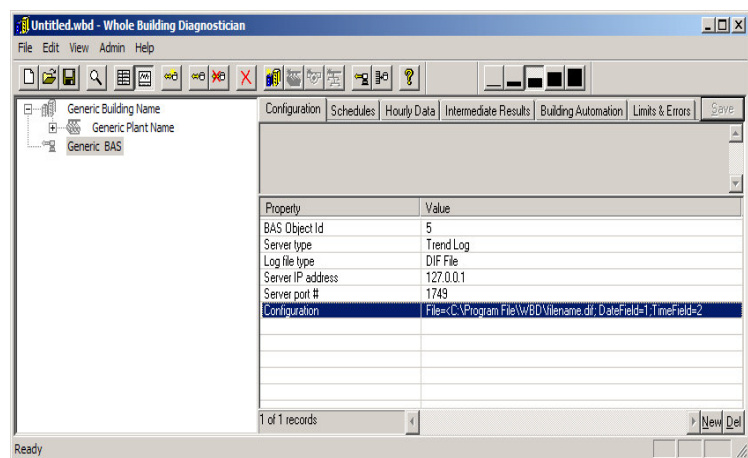 Untitled.wbd - Whole Building Diagnostician
File Edit View Admin Help
Generic Building Name
Generic Plant Name
Generic BAS
Configuration Schedules Hourly Data Intermediate Results Building Automation Limits & Errors Save
Property Value
BAS Object Id 5
Server type Trend Log
Log file type DIF File
Server IP address 127.0.0.1
Server port # 1749
Configuration File=<C:\Program File\WBD\filename.dif; DateField=1;TimeField=2
1 of 1 records New Del
Ready